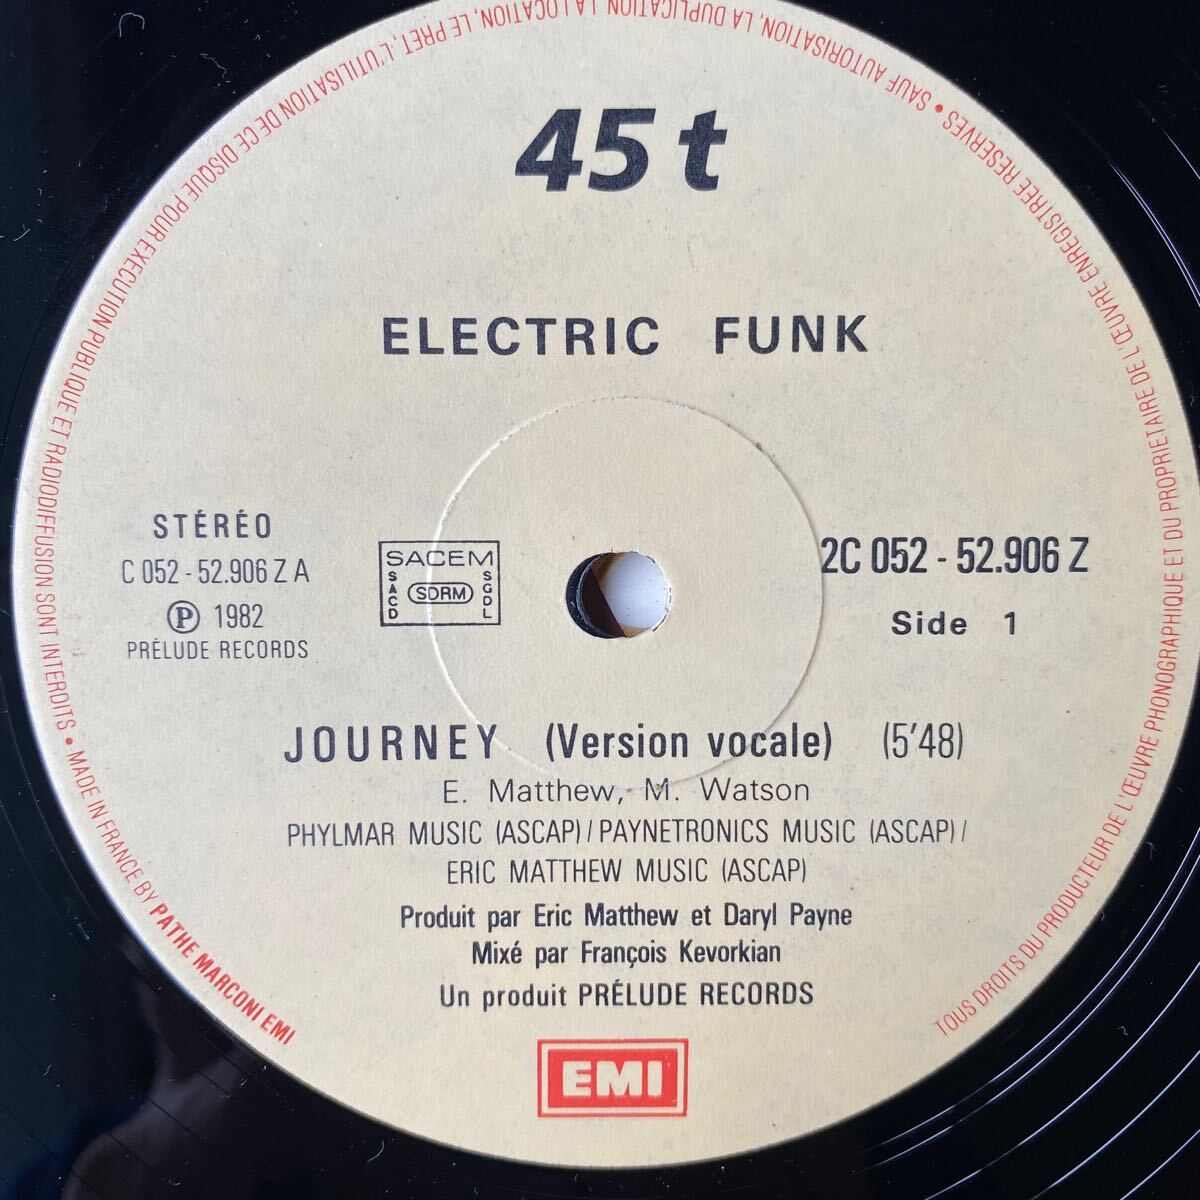 45 t
ELECTRIC FUNK
STÉRÉO
C 052 - 52.906 Z A
Ⓟ 1982
PRÉLUDE RECORDS
SACEM
SACD
SDRM
SGDL
2C 052 - 52.906 Z
Side 1
JOURNEY (Version vocale) (5'48)
E. Matthew, M. Watson
PHYLMAR MUSIC (ASCAP) / PAYNETRONICS MUSIC (ASCAP) /
ERIC MATTHEW MUSIC (ASCAP)
Produit par Eric Matthew et Daryl Payne
Mixé par François Kevorkian
Un produit PRÉLUDE RECORDS
EMI
TOUS DROITS DU PRODUCTEUR DE L'ŒUVRE PHONOGRAPHIQUE ET DU PROPRIETAIRE DE L'ŒUVRE ENREGISTREE RESERVES • SAUF AUTORISATION, LA DUPLICATION, LA LOCATION, LE PRET, L'UTILISATION DE CE DISQUE POUR EXECUTION PUBLIQUE ET RADIODIFFUSION SONT INTERDITS • MADE IN FRANCE BY PATHE MARCONI EMI